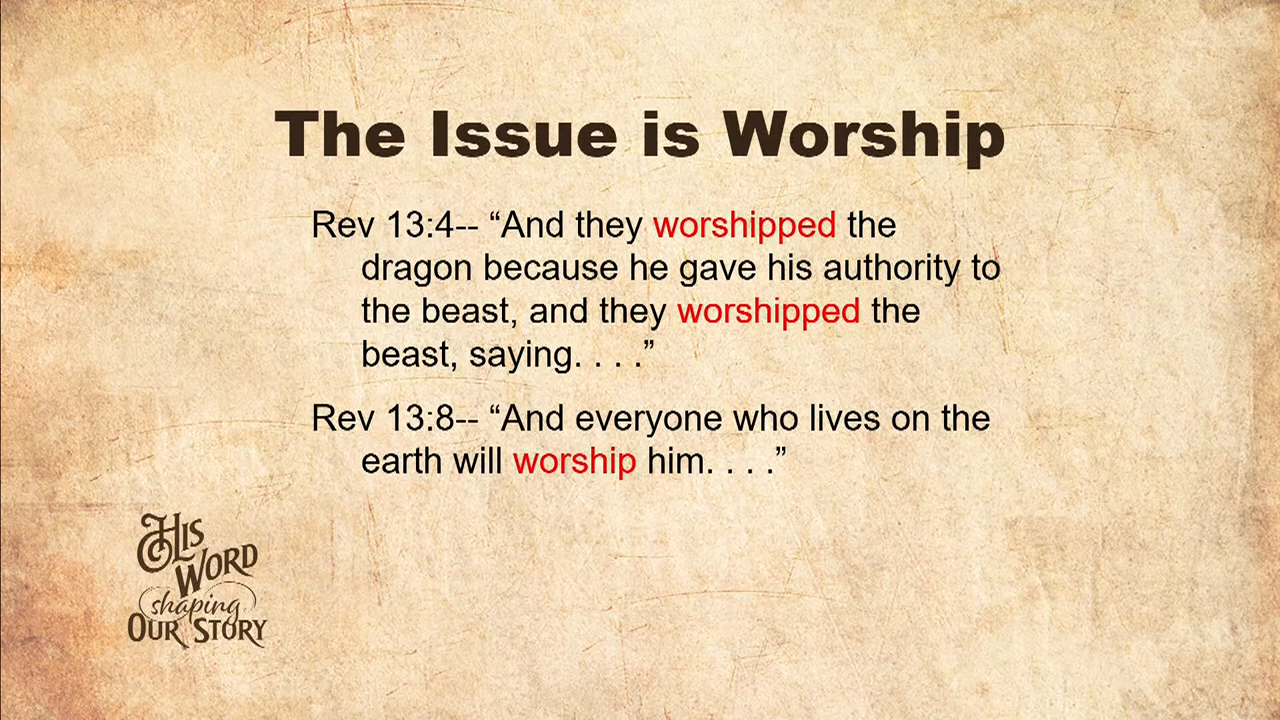 The Issue is Worship
Rev 13:4-- “And they worshipped the
dragon because he gave his authority to
the beast, and they worshipped the
beast, saying. . . .”
Rev 13:8-- “And everyone who lives on the
earth will worship him. . . .”
His
Word
shaping
Our Story